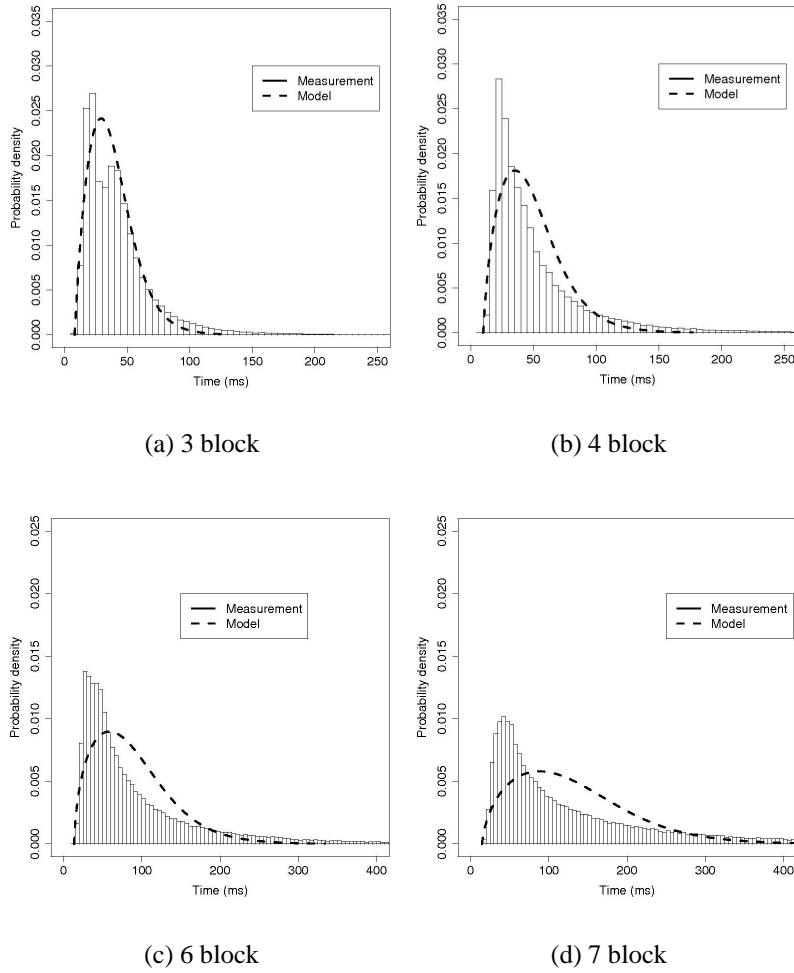 0.035
0.030
0.025
0.020
0.015
0.010
0.005
0.000
Probability density
Measurement
Model
0 50 100 150 200 250
Time (ms)
(a) 3 block
0.035
0.030
0.025
0.020
0.015
0.010
0.005
0.000
Probability density
Measurement
Model
0 50 100 150 200 250
Time (ms)
(b) 4 block
0.025
0.020
0.015
0.010
0.005
0.000
Probability density
Measurement
Model
0 100 200 300 400
Time (ms)
(c) 6 block
0.025
0.020
0.015
0.010
0.005
0.000
Probability density
Measurement
Model
0 100 200 300 400
Time (ms)
(d) 7 block